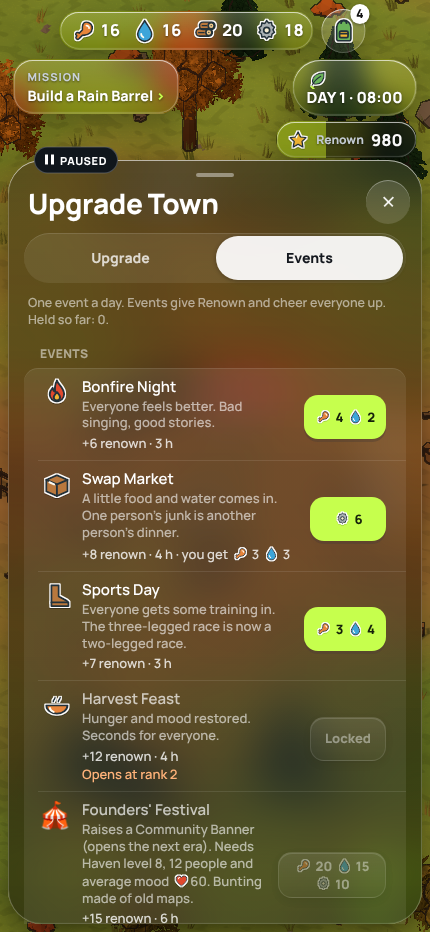 16 16 20 18 4
MISSION
Build a Rain Barrel ›
DAY 1 · 08:00
Renown 980
PAUSED
Upgrade Town
Upgrade Events
One event a day. Events give Renown and cheer everyone up.
Held so far: 0.
EVENTS
Bonfire Night
Everyone feels better. Bad
singing, good stories.
+6 renown · 3 h
4 2
Swap Market
A little food and water comes in.
One person's junk is another
person's dinner.
+8 renown · 4 h · you get 3 3
6
Sports Day
Everyone gets some training in.
The three-legged race is now a
two-legged race.
+7 renown · 3 h
3 4
Harvest Feast
Hunger and mood restored.
Seconds for everyone.
+12 renown · 4 h
Opens at rank 2
Locked
Founders' Festival
Raises a Community Banner
(opens the next era). Needs
Haven level 8, 12 people and
average mood 60. Bunting
made of old maps.
+15 renown · 6 h
20 15
10